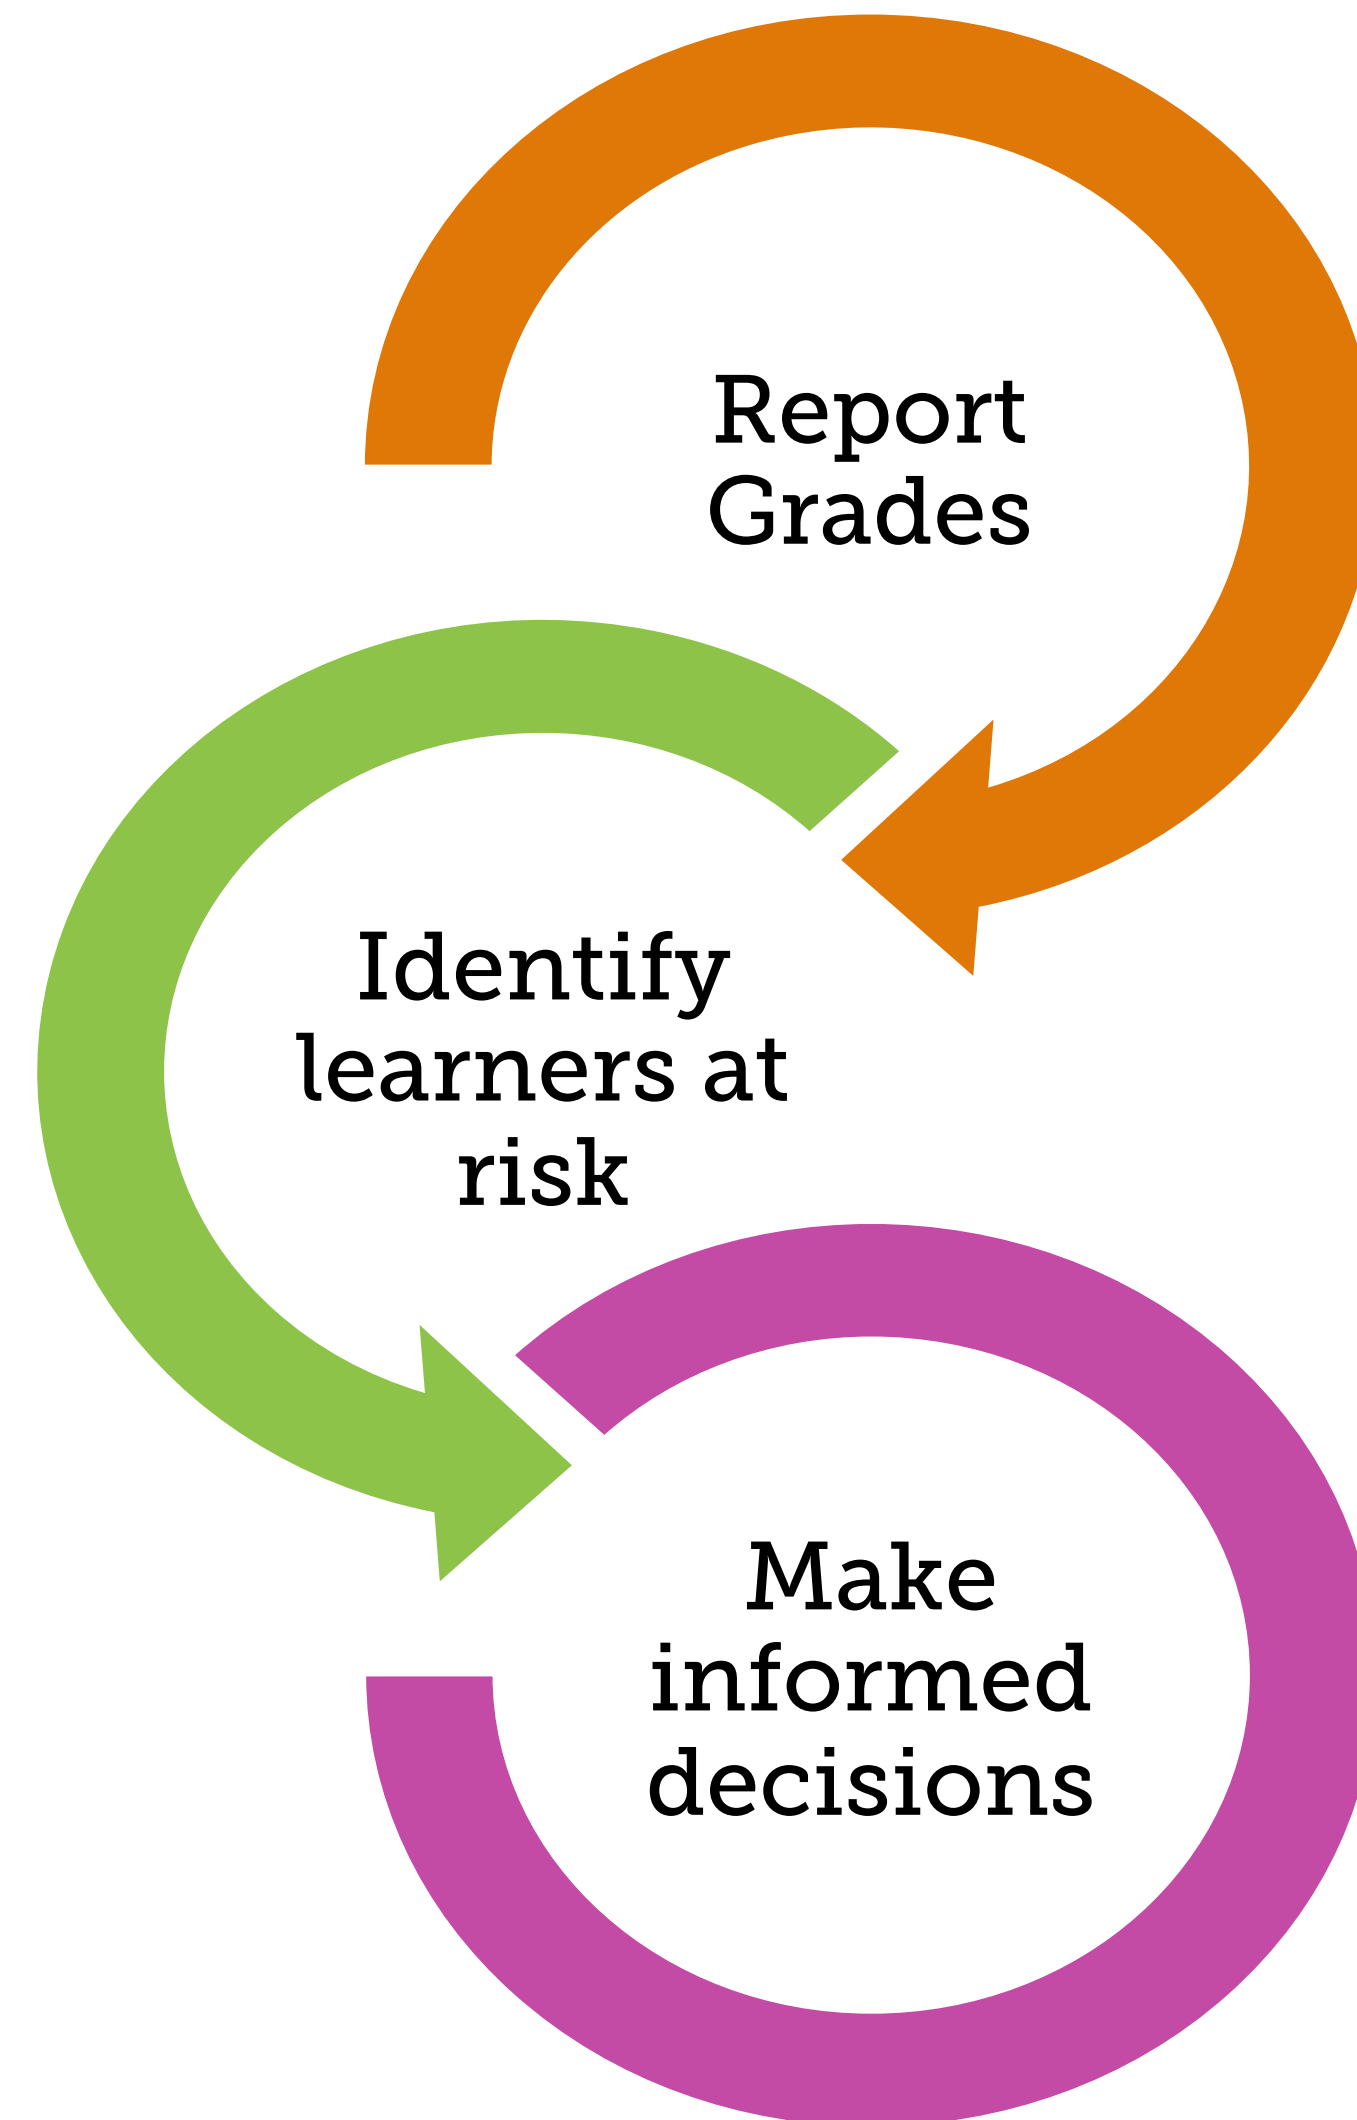 Report
Grades
Identify
learners at
risk
Make
informed
decisions